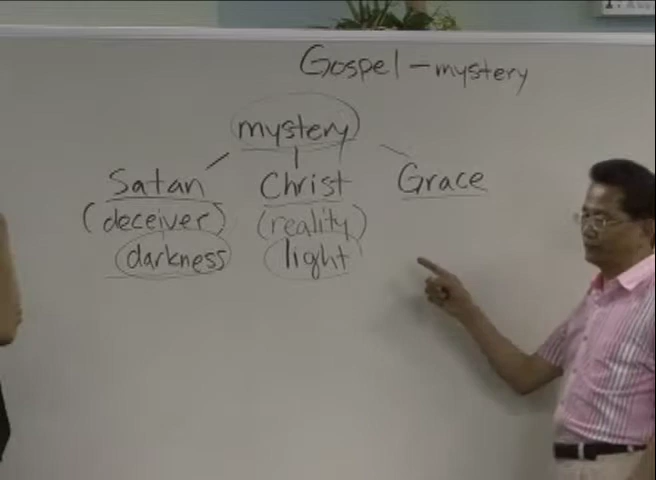 Gospel - mystery
mystery
Satan Christ Grace
(deceiver) (reality)
darkness light